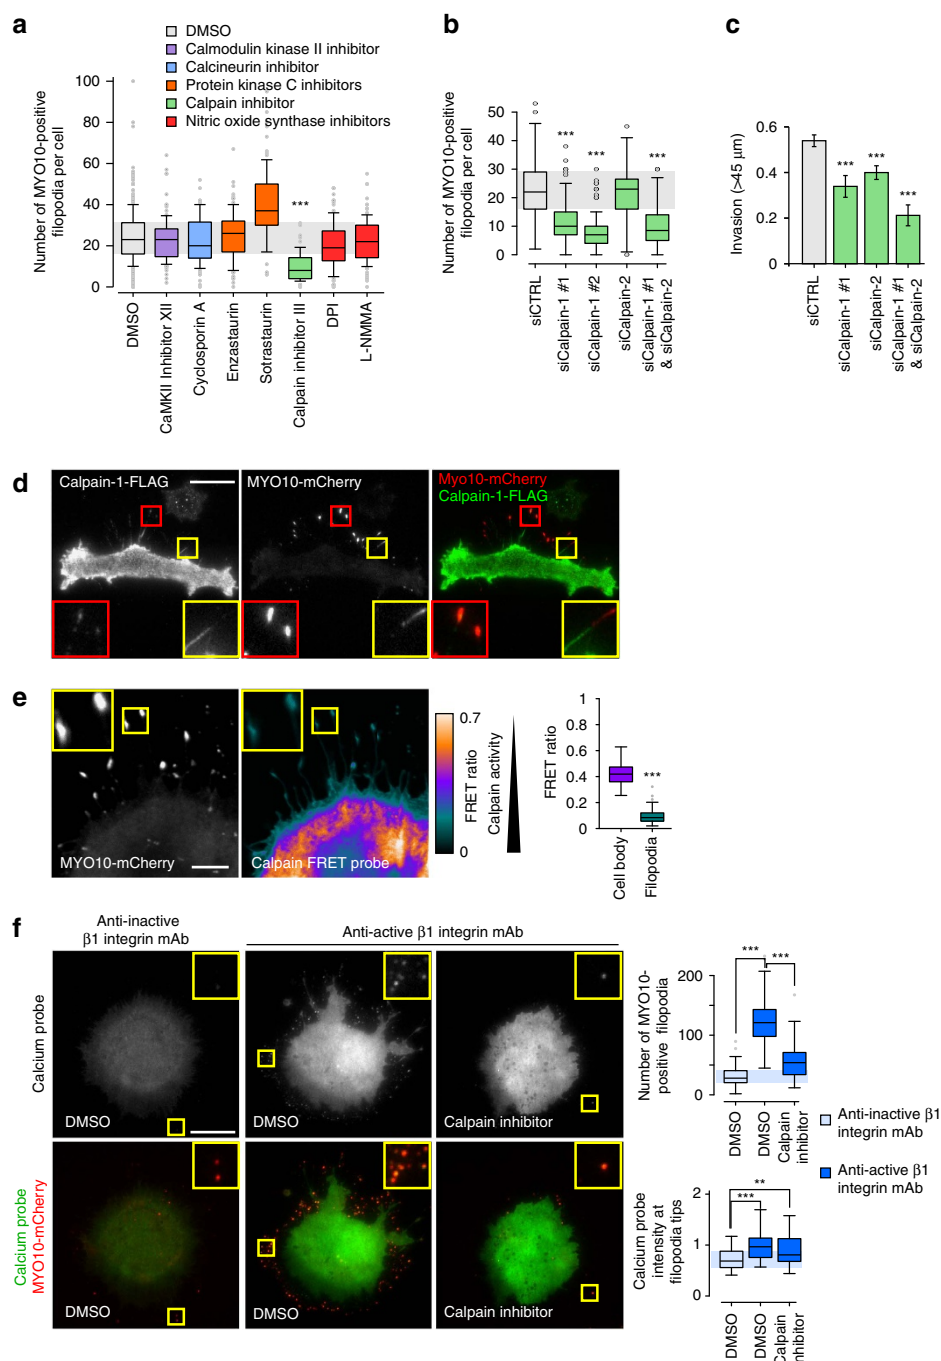 a
DMSO
Calmodulin kinase II inhibitor
Calcineurin inhibitor
Protein kinase C inhibitors
Calpain inhibitor
Nitric oxide synthase inhibitors
Number of MYO10-positive
filopodia per cell
100
80
60
40
20
0
***
DMSO
CaMKII Inhibitor XII
Cyclosporin A
Enzastaurin
Sotrastaurin
Calpain inhibitor III
DPI
L-NMMA
b
Number of MYO10-positive
filopodia per cell
50
40
30
20
10
0
***
***
***
siCTRL
siCalpain-1 #1
siCalpain-1 #2
siCalpain-2
siCalpain-1 #1
& siCalpain-2
c
Invasion (>45 µm)
0.6
0.4
0.2
0
***
***
***
siCTRL
siCalpain-1 #1
siCalpain-2
siCalpain-1 #1
& siCalpain-2
d
Calpain-1-FLAG
MYO10-mCherry
Myo10-mCherry
Calpain-1-FLAG
e
MYO10-mCherry
Calpain FRET probe
0.7
0
FRET ratio
Calpain activity
FRET ratio
1
0.8
0.6
0.4
0.2
0
***
Cell body
Filopodia
f
Anti-inactive
β1 integrin mAb
Anti-active β1 integrin mAb
Calcium probe
DMSO
DMSO
Calpain inhibitor
Calcium probe
MYO10-mCherry
DMSO
DMSO
Calpain inhibitor
Number of MYO10-
positive filopodia
200
100
0
***
***
DMSO
DMSO
Calpain
inhibitor
Anti-inactive β1
integrin mAb
Anti-active β1
integrin mAb
Calcium probe
intensity at
filopodia tips
2
1
0
**
***
DMSO
DMSO
Calpain
inhibitor